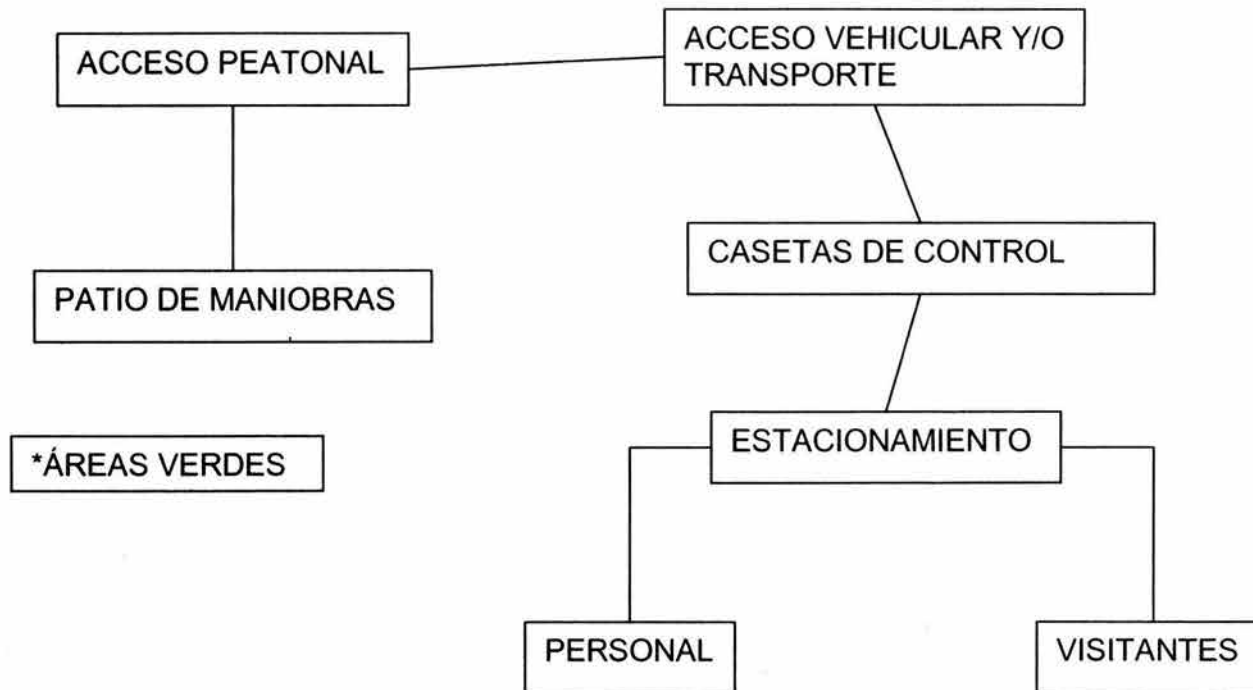 ACCESO PEATONAL
ACCESO VEHICULAR Y/O
TRANSPORTE
CASETAS DE CONTROL
PATIO DE MANIOBRAS
ESTACIONAMIENTO
*ÁREAS VERDES
PERSONAL
VISITANTES